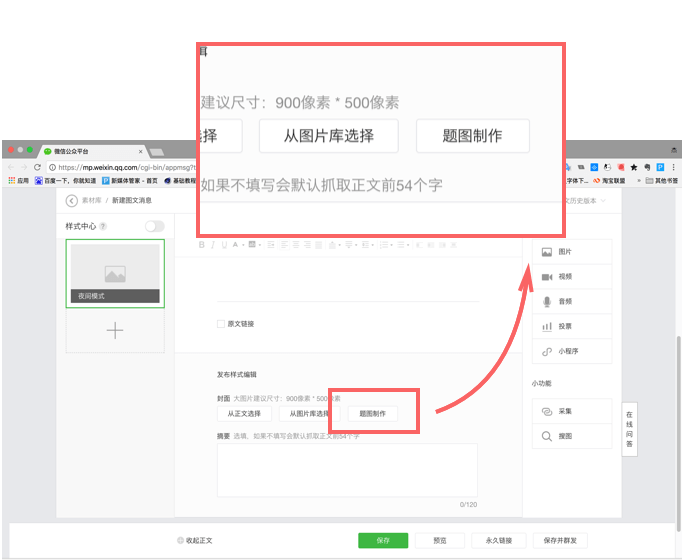 建议尺寸：900像素 * 500像素
选择
从图片库选择
题图制作
如果不填写会默认抓取正文前54个字
微信公众平台
https://mp.weixin.qq.com/cgi-bin/appmsg?t
应用
百度一下，你就知道
新媒体管家 - 首页
基础教程
字体下...
淘宝联盟
»
其他书签
素材库 / 新建图文消息
历史版本
样式中心
夜间模式
图片
视频
音频
投票
小程序
小功能
采集
搜图
在线问答
原文链接
发布样式编辑
封面 大图片建议尺寸：900像素 * 500像素
从正文选择
从图片库选择
题图制作
摘要 选填，如果不填写会默认抓取正文前54个字
0/120
收起正文
保存
预览
永久链接
保存并群发